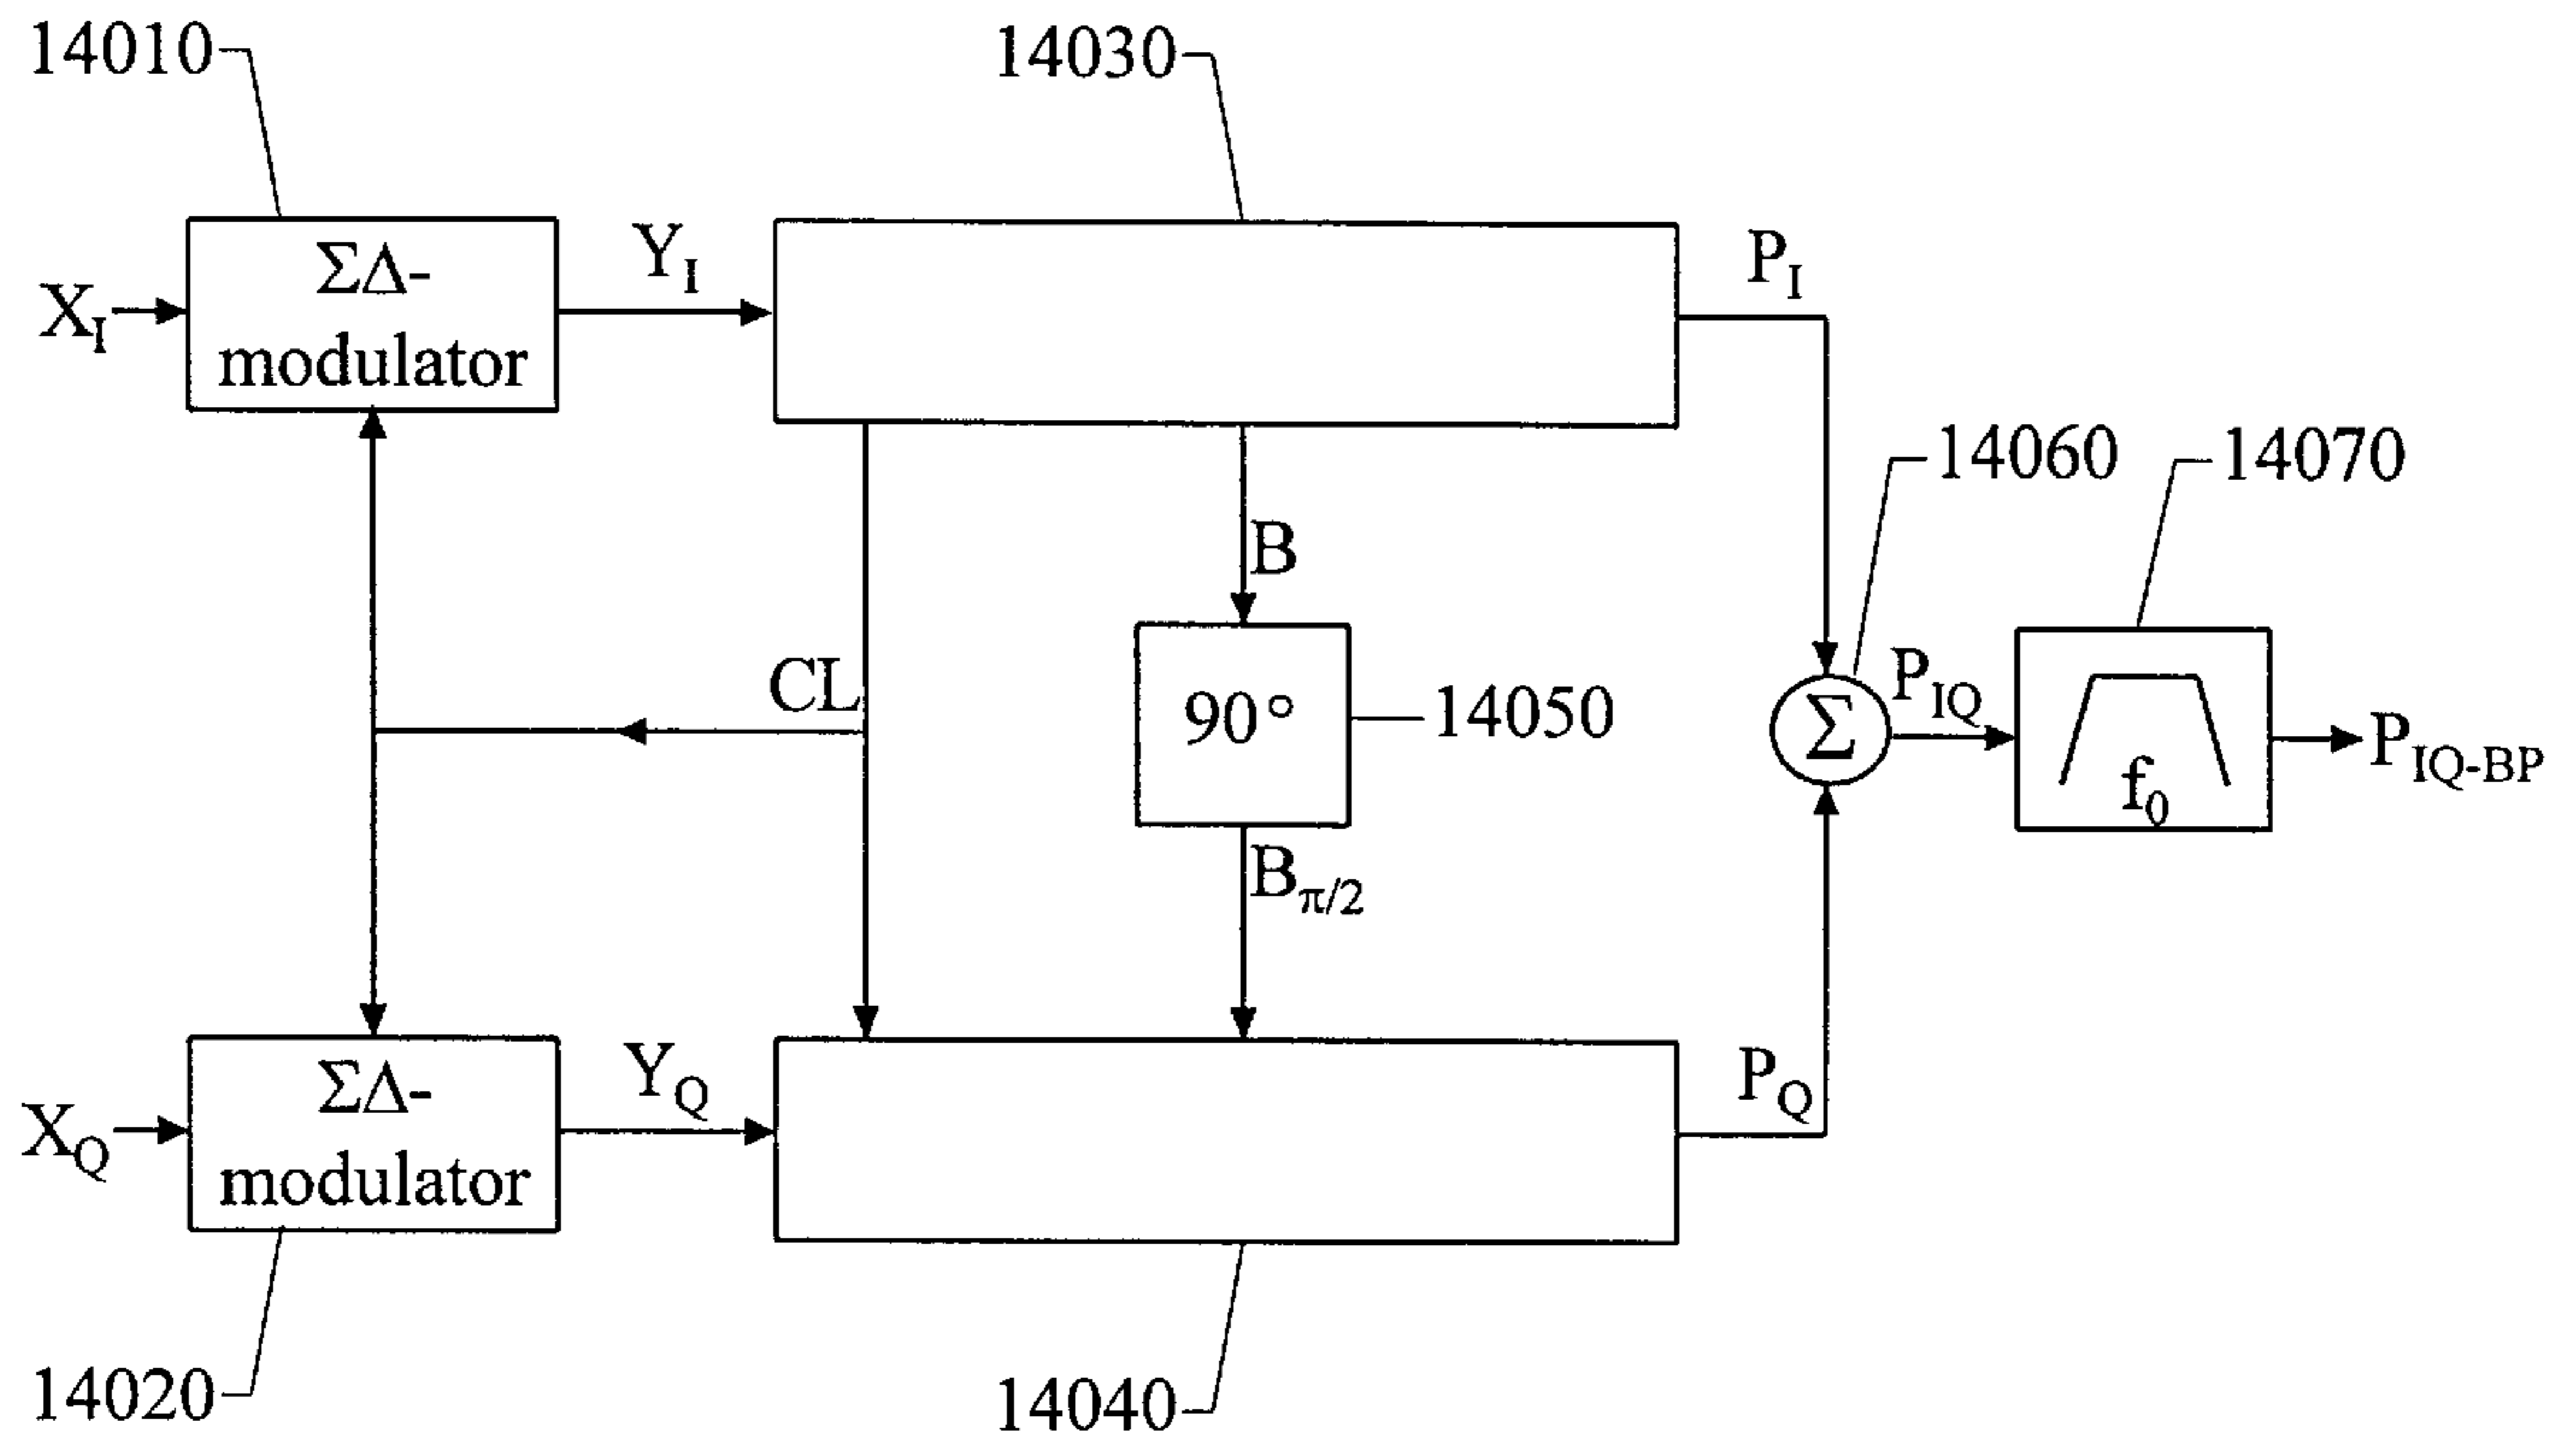 14010
14030
ΣΔ-
modulator
X_I
Y_I
P_I
14060
14070
B
CL
90°
14050
Σ
P_IQ
f_0
P_IQ-BP
B_π/2
ΣΔ-
modulator
X_Q
Y_Q
P_Q
14020
14040